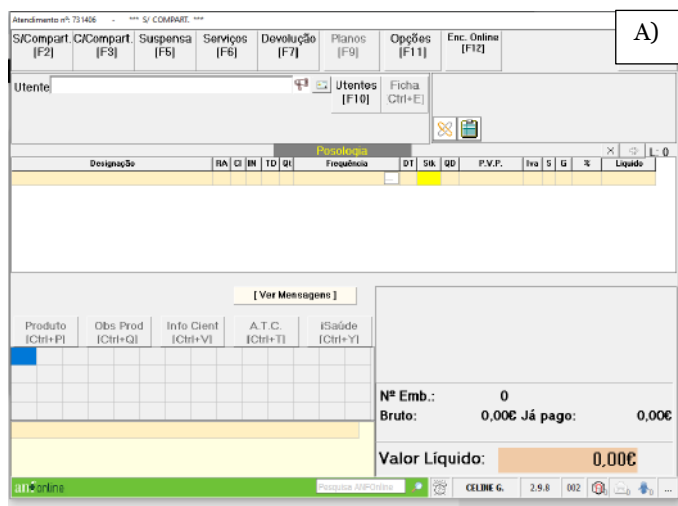 Atendimento nº: 731406 - *** S/ COMPART. ***
A)
S/Compart. [F2] C/Compart. [F3] Suspensa [F5] Serviços [F6] Devolução [F7] Planos [F9] Opções [F11] Enc. Online [F12]
Utente
Utentes [F10]
Ficha Ctrl+E]
Posologia
L: 0
Designação RA CI IN TD Qt Frequência DT Stk QD P.V.P. Iva S G % Líquido
...
[ Ver Mensagens ]
Produto [Ctrl+P] Obs Prod [Ctrl+Q] Info Cient [Ctrl+V] A.T.C. [Ctrl+T] iSaúde [Ctrl+Y]
Nº Emb.: 0
Bruto: 0,00€ Já pago: 0,00€
Valor Líquido: 0,00€
anfonline
Pesquisa ANFOnline
CELINE G. 2.9.8 002 ...